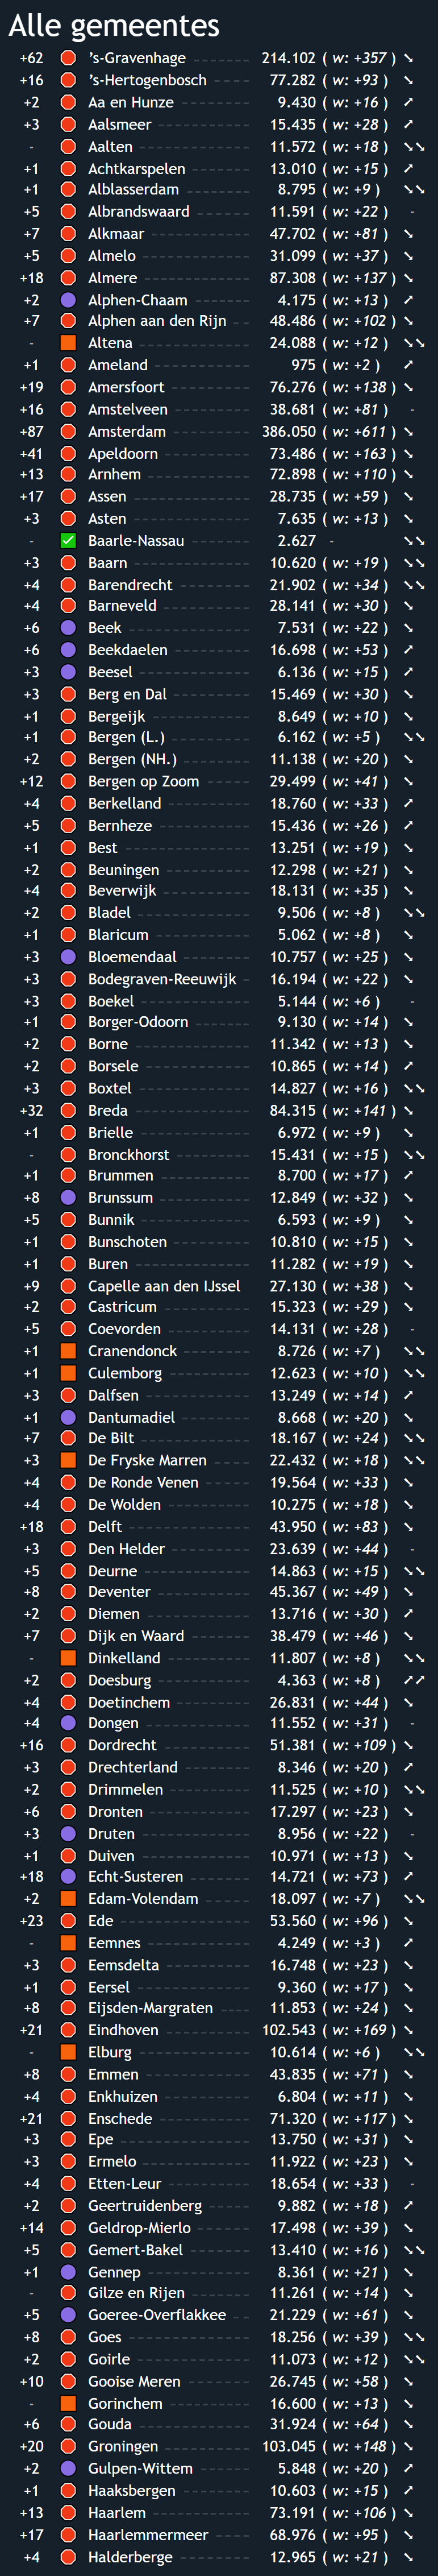 Alle gemeentes
+62 's-Gravenhage 214.102 ( w: +357 ) ➘
+16 's-Hertogenbosch 77.282 ( w: +93 ) ➘
+2 Aa en Hunze 9.430 ( w: +16 ) ➚
+3 Aalsmeer 15.435 ( w: +28 ) ➚
- Aalten 11.572 ( w: +18 ) ➘➘
+1 Achtkarspelen 13.010 ( w: +15 ) ➚
+1 Alblasserdam 8.795 ( w: +9 ) ➘➘
+5 Albrandswaard 11.591 ( w: +22 ) -
+7 Alkmaar 47.702 ( w: +81 ) ➘
+5 Almelo 31.099 ( w: +37 ) ➘
+18 Almere 87.308 ( w: +137 ) ➘
+2 Alphen-Chaam 4.175 ( w: +13 ) ➚
+7 Alphen aan den Rijn 48.486 ( w: +102 ) ➘
- Altena 24.088 ( w: +12 ) ➘➘
+1 Ameland 975 ( w: +2 ) ➚
+19 Amersfoort 76.276 ( w: +138 ) ➘
+16 Amstelveen 38.681 ( w: +81 ) -
+87 Amsterdam 386.050 ( w: +611 ) ➘
+41 Apeldoorn 73.486 ( w: +163 ) ➘
+13 Arnhem 72.898 ( w: +110 ) ➘
+17 Assen 28.735 ( w: +59 ) ➘
+3 Asten 7.635 ( w: +13 ) ➘
- Baarle-Nassau 2.627 - ➘➘
+3 Baarn 10.620 ( w: +19 ) ➘➘
+4 Barendrecht 21.902 ( w: +34 ) ➘➘
+4 Barneveld 28.141 ( w: +30 ) ➘
+6 Beek 7.531 ( w: +22 ) ➘
+6 Beekdaelen 16.698 ( w: +53 ) ➚
+3 Beesel 6.136 ( w: +15 ) ➚
+3 Berg en Dal 15.469 ( w: +30 ) ➘
+1 Bergeijk 8.649 ( w: +10 ) ➘
+1 Bergen (L.) 6.162 ( w: +5 ) ➘➘
+2 Bergen (NH.) 11.138 ( w: +20 ) ➘
+12 Bergen op Zoom 29.499 ( w: +41 ) ➘
+4 Berkelland 18.760 ( w: +33 ) ➚
+5 Bernheze 15.436 ( w: +26 ) ➚
+1 Best 13.251 ( w: +19 ) ➘
+2 Beuningen 12.298 ( w: +21 ) ➘
+4 Beverwijk 18.131 ( w: +35 ) ➘
+2 Bladel 9.506 ( w: +8 ) ➘➘
+1 Blaricum 5.062 ( w: +8 ) ➘
+3 Bloemendaal 10.757 ( w: +25 ) ➘
+3 Bodegraven-Reeuwijk 16.194 ( w: +22 ) ➘
+3 Boekel 5.144 ( w: +6 ) -
+1 Borger-Odoorn 9.130 ( w: +14 ) ➘
+2 Borne 11.342 ( w: +13 ) ➘
+2 Borsele 10.865 ( w: +14 ) ➚
+3 Boxtel 14.827 ( w: +16 ) ➘➘
+32 Breda 84.315 ( w: +141 ) ➘
+1 Brielle 6.972 ( w: +9 ) ➘
- Bronckhorst 15.431 ( w: +15 ) ➘➘
+1 Brummen 8.700 ( w: +17 ) ➚
+8 Brunssum 12.849 ( w: +32 ) ➘
+5 Bunnik 6.593 ( w: +9 ) ➘
+1 Bunschoten 10.810 ( w: +15 ) ➘
+1 Buren 11.282 ( w: +19 ) ➘
+9 Capelle aan den IJssel 27.130 ( w: +38 ) ➘
+2 Castricum 15.323 ( w: +29 ) ➘
+5 Coevorden 14.131 ( w: +28 ) -
+1 Cranendonck 8.726 ( w: +7 ) ➘➘
+1 Culemborg 12.623 ( w: +10 ) ➘➘
+3 Dalfsen 13.249 ( w: +14 ) ➚
+1 Dantumadiel 8.668 ( w: +20 ) ➘
+7 De Bilt 18.167 ( w: +24 ) ➘➘
+3 De Fryske Marren 22.432 ( w: +18 ) ➘➘
+4 De Ronde Venen 19.564 ( w: +33 ) ➘
+4 De Wolden 10.275 ( w: +18 ) ➘
+18 Delft 43.950 ( w: +83 ) ➘
+3 Den Helder 23.639 ( w: +44 ) -
+5 Deurne 14.863 ( w: +15 ) ➘➘
+8 Deventer 45.367 ( w: +49 ) ➘
+2 Diemen 13.716 ( w: +30 ) ➚
+7 Dijk en Waard 38.479 ( w: +46 ) ➘
- Dinkelland 11.807 ( w: +8 ) ➘➘
+2 Doesburg 4.363 ( w: +8 ) ➚➚
+4 Doetinchem 26.831 ( w: +44 ) ➘
+4 Dongen 11.552 ( w: +31 ) -
+16 Dordrecht 51.381 ( w: +109 ) ➘
+3 Drechterland 8.346 ( w: +20 ) ➚
+2 Drimmelen 11.525 ( w: +10 ) ➘➘
+6 Dronten 17.297 ( w: +23 ) ➘
+3 Druten 8.956 ( w: +22 ) -
+1 Duiven 10.971 ( w: +13 ) ➘
+18 Echt-Susteren 14.721 ( w: +73 ) ➚
+2 Edam-Volendam 18.097 ( w: +7 ) ➘➘
+23 Ede 53.560 ( w: +96 ) ➘
- Eemnes 4.249 ( w: +3 ) ➚
+3 Eemsdelta 16.748 ( w: +23 ) ➘
+1 Eersel 9.360 ( w: +17 ) ➘
+8 Eijsden-Margraten 11.853 ( w: +24 ) ➘
+21 Eindhoven 102.543 ( w: +169 ) ➘
- Elburg 10.614 ( w: +6 ) ➘➘
+8 Emmen 43.835 ( w: +71 ) ➘
+4 Enkhuizen 6.804 ( w: +11 ) ➘
+21 Enschede 71.320 ( w: +117 ) ➘
+3 Epe 13.750 ( w: +31 ) ➘
+3 Ermelo 11.922 ( w: +23 ) ➘
+4 Etten-Leur 18.654 ( w: +33 ) -
+2 Geertruidenberg 9.882 ( w: +18 ) ➚
+14 Geldrop-Mierlo 17.498 ( w: +39 ) ➘
+5 Gemert-Bakel 13.410 ( w: +16 ) ➘➘
+1 Gennep 8.361 ( w: +21 ) ➘
- Gilze en Rijen 11.261 ( w: +14 ) ➘
+5 Goeree-Overflakkee 21.229 ( w: +61 ) ➘
+8 Goes 18.256 ( w: +39 ) ➘➘
+2 Goirle 11.073 ( w: +12 ) ➘➘
+10 Gooise Meren 26.745 ( w: +58 ) ➘
- Gorinchem 16.600 ( w: +13 ) ➘
+6 Gouda 31.924 ( w: +64 ) ➘
+20 Groningen 103.045 ( w: +148 ) ➘
+2 Gulpen-Wittem 5.848 ( w: +20 ) ➚
+1 Haaksbergen 10.603 ( w: +15 ) ➚
+13 Haarlem 73.191 ( w: +106 ) ➘
+17 Haarlemmermeer 68.976 ( w: +95 ) ➘
+4 Halderberge 12.965 ( w: +21 ) ➘